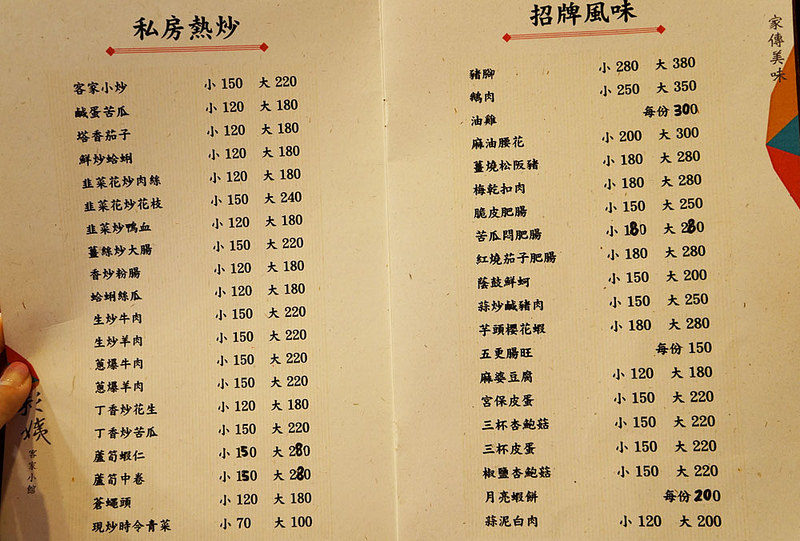 私房熱炒
客家小炒 小 150 大 220
鹹蛋苦瓜 小 120 大 180
塔香茄子 小 120 大 180
鮮炒蛤蜊 小 120 大 180
韭菜花炒肉絲 小 120 大 180
韭菜花炒花枝 小 150 大 240
韭菜炒鴨血 小 120 大 180
薑絲炒大腸 小 150 大 220
香炒粉腸 小 120 大 180
蛤蜊絲瓜 小 120 大 180
生炒牛肉 小 150 大 220
生炒羊肉 小 150 大 220
蔥爆牛肉 小 150 大 220
蔥爆羊肉 小 150 大 220
丁香炒花生 小 120 大 180
丁香炒苦瓜 小 150 大 220
蘆筍蝦仁 小 150 大 280
蘆筍中卷 小 150 大 280
蒼蠅頭 小 120 大 180
現炒時令青菜 小 70 大 100
彩姨
客家小館
招牌風味
豬腳 小 280 大 380
鵝肉 小 250 大 350
油雞 每份 300
麻油腰花 小 200 大 300
薑燒松阪豬 小 180 大 280
梅乾扣肉 小 180 大 280
脆皮肥腸 小 150 大 250
苦瓜悶肥腸 小 180 大 280
紅燒茄子肥腸 小 180 大 280
蔭鼓鮮蚵 小 150 大 200
蒜炒鹹豬肉 小 150 大 250
芋頭櫻花蝦 小 180 大 280
五更腸旺 每份 150
麻婆豆腐 小 120 大 180
宮保皮蛋 小 150 大 220
三杯杏鮑菇 小 150 大 220
三杯皮蛋 小 150 大 220
椒鹽杏鮑菇 小 150 大 220
月亮蝦餅 每份 200
蒜泥白肉 小 120 大 200
家傳美味